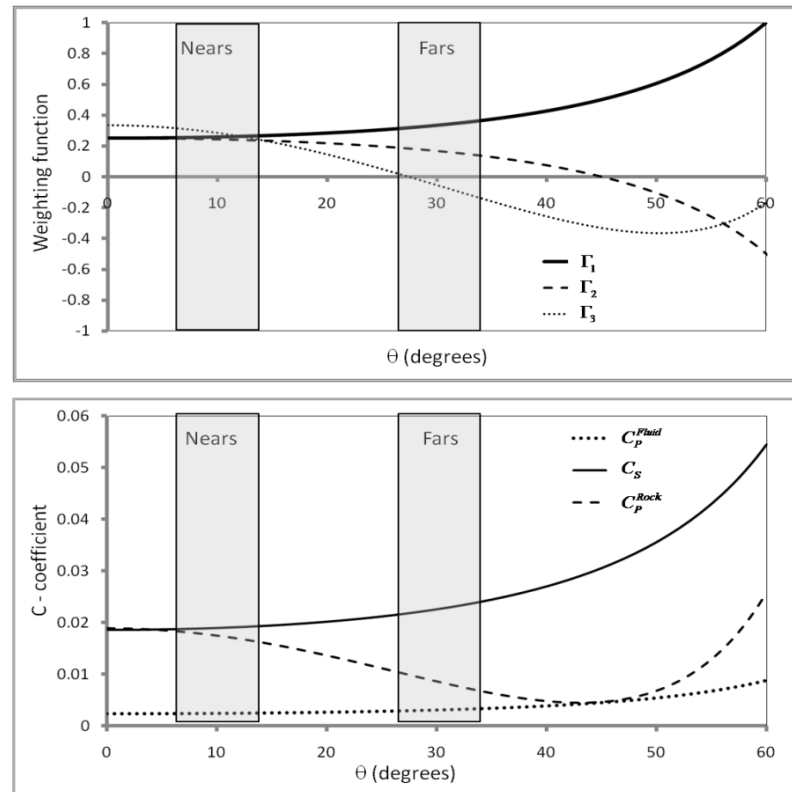 Nears
Fars
Weighting function
1
0.8
0.6
0.4
0.2
0
-0.2
-0.4
-0.6
-0.8
-1
0
10
20
30
40
50
60
Γ1
Γ2
Γ3
Θ (degrees)
Nears
Fars
C - coefficient
0.06
0.05
0.04
0.03
0.02
0.01
0
C_P^Fluid
C_S
C_P^Rock
0
10
20
30
40
50
60
Θ (degrees)